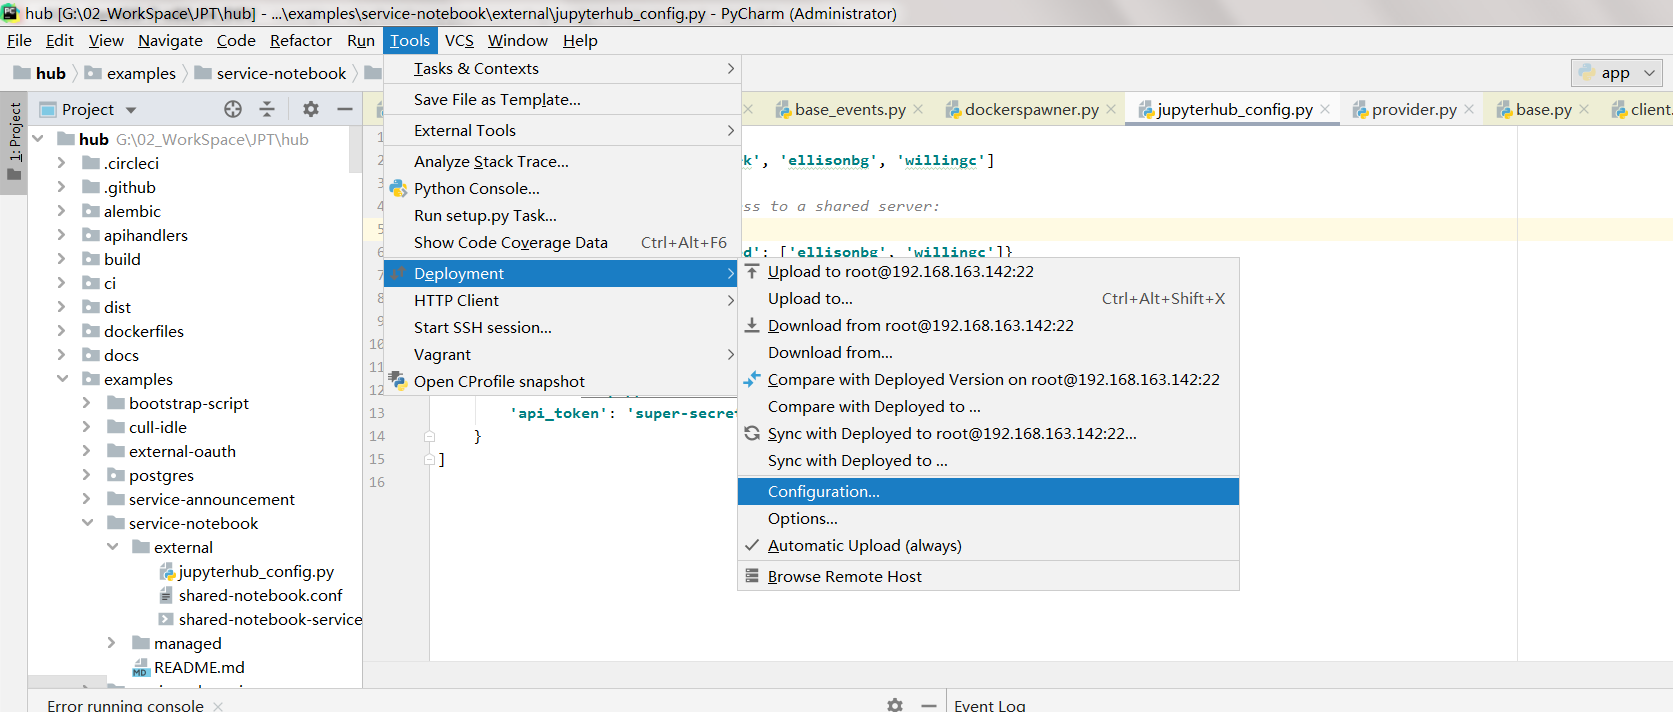 hub [G:\02_WorkSpace\JPT\hub] - ...\examples\service-notebook\external\jupyterhub_config.py - PyCharm (Administrator)
File Edit View Navigate Code Refactor Run Tools VCS Window Help
hub examples service-notebook
app
1: Project
Project
base_events.py dockerspawner.py jupyterhub_config.py provider.py base.py client.
hub G:\02_WorkSpace\JPT\hub
.circleci
.github
alembic
apihandlers
build
ci
dist
dockerfiles
docs
examples
bootstrap-script
cull-idle
external-oauth
postgres
service-announcement
service-notebook
external
jupyterhub_config.py
shared-notebook.conf
shared-notebook-service
managed
README.md
Tasks & Contexts
Save File as Template...
External Tools
Analyze Stack Trace...
Python Console...
Run setup.py Task...
Show Code Coverage Data Ctrl+Alt+F6
Deployment
HTTP Client
Start SSH session...
Vagrant
Open CProfile snapshot
Upload to root@192.168.163.142:22
Upload to... Ctrl+Alt+Shift+X
Download from root@192.168.163.142:22
Download from...
Compare with Deployed Version on root@192.168.163.142:22
Compare with Deployed to ...
Sync with Deployed to root@192.168.163.142:22...
Sync with Deployed to ...
Configuration...
Options...
Automatic Upload (always)
Browse Remote Host
1
2 k', 'ellisonbg', 'willingc']
3
4 ss to a shared server:
5
6 d': ['ellisonbg', 'willingc']}
7
8
9
10
11
12
13 'api_token': 'super-secret
14 }
15 ]
16
Error running console
Event Log